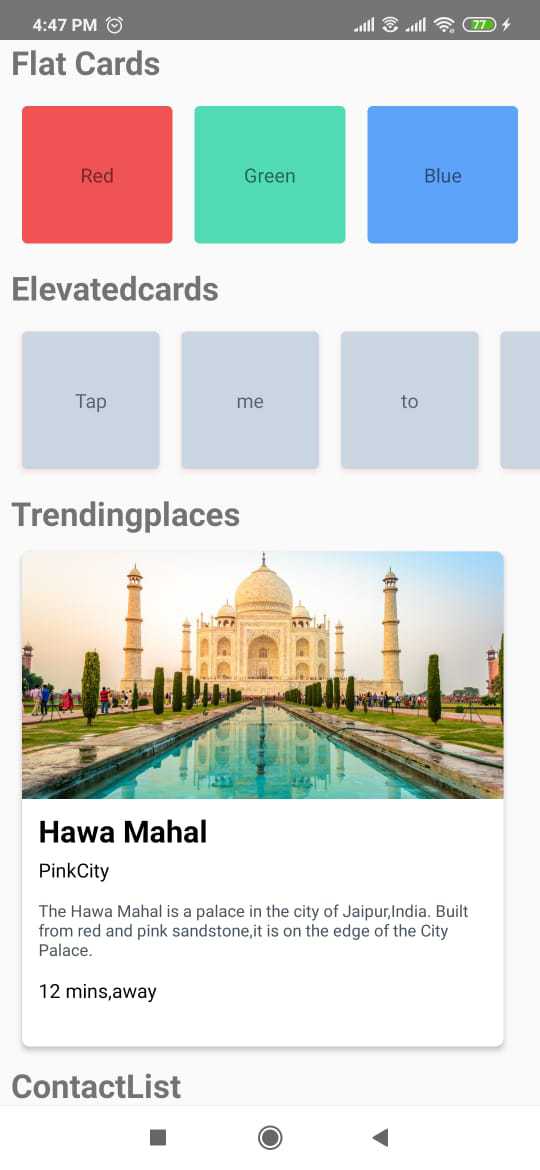 4:47 PM 77
Flat Cards
Red Green Blue
Elevatedcards
Tap me to
Trendingplaces
Hawa Mahal
PinkCity
The Hawa Mahal is a palace in the city of Jaipur,India. Built
from red and pink sandstone,it is on the edge of the City
Palace.
12 mins,away
ContactList